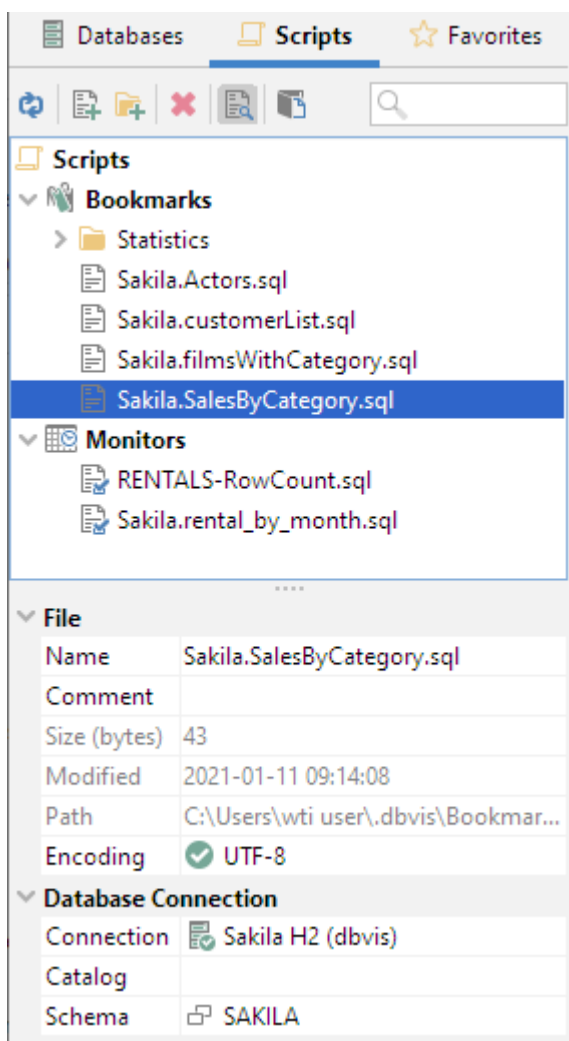 Databases Scripts Favorites
Scripts
Bookmarks
Statistics
Sakila.Actors.sql
Sakila.customerList.sql
Sakila.filmsWithCategory.sql
Sakila.SalesByCategory.sql
Monitors
RENTALS-RowCount.sql
Sakila.rental_by_month.sql
File
Name Sakila.SalesByCategory.sql
Comment
Size (bytes) 43
Modified 2021-01-11 09:14:08
Path C:\Users\wti user\.dbvis\Bookmar...
Encoding UTF-8
Database Connection
Connection Sakila H2 (dbvis)
Catalog
Schema SAKILA